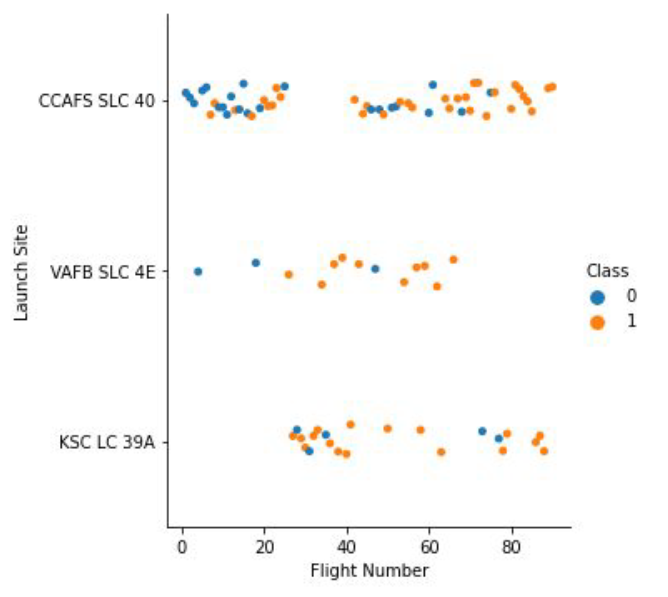 CCAFS SLC 40
VAFB SLC 4E
KSC LC 39A
Launch Site
0 20 40 60 80
Flight Number
Class
0
1